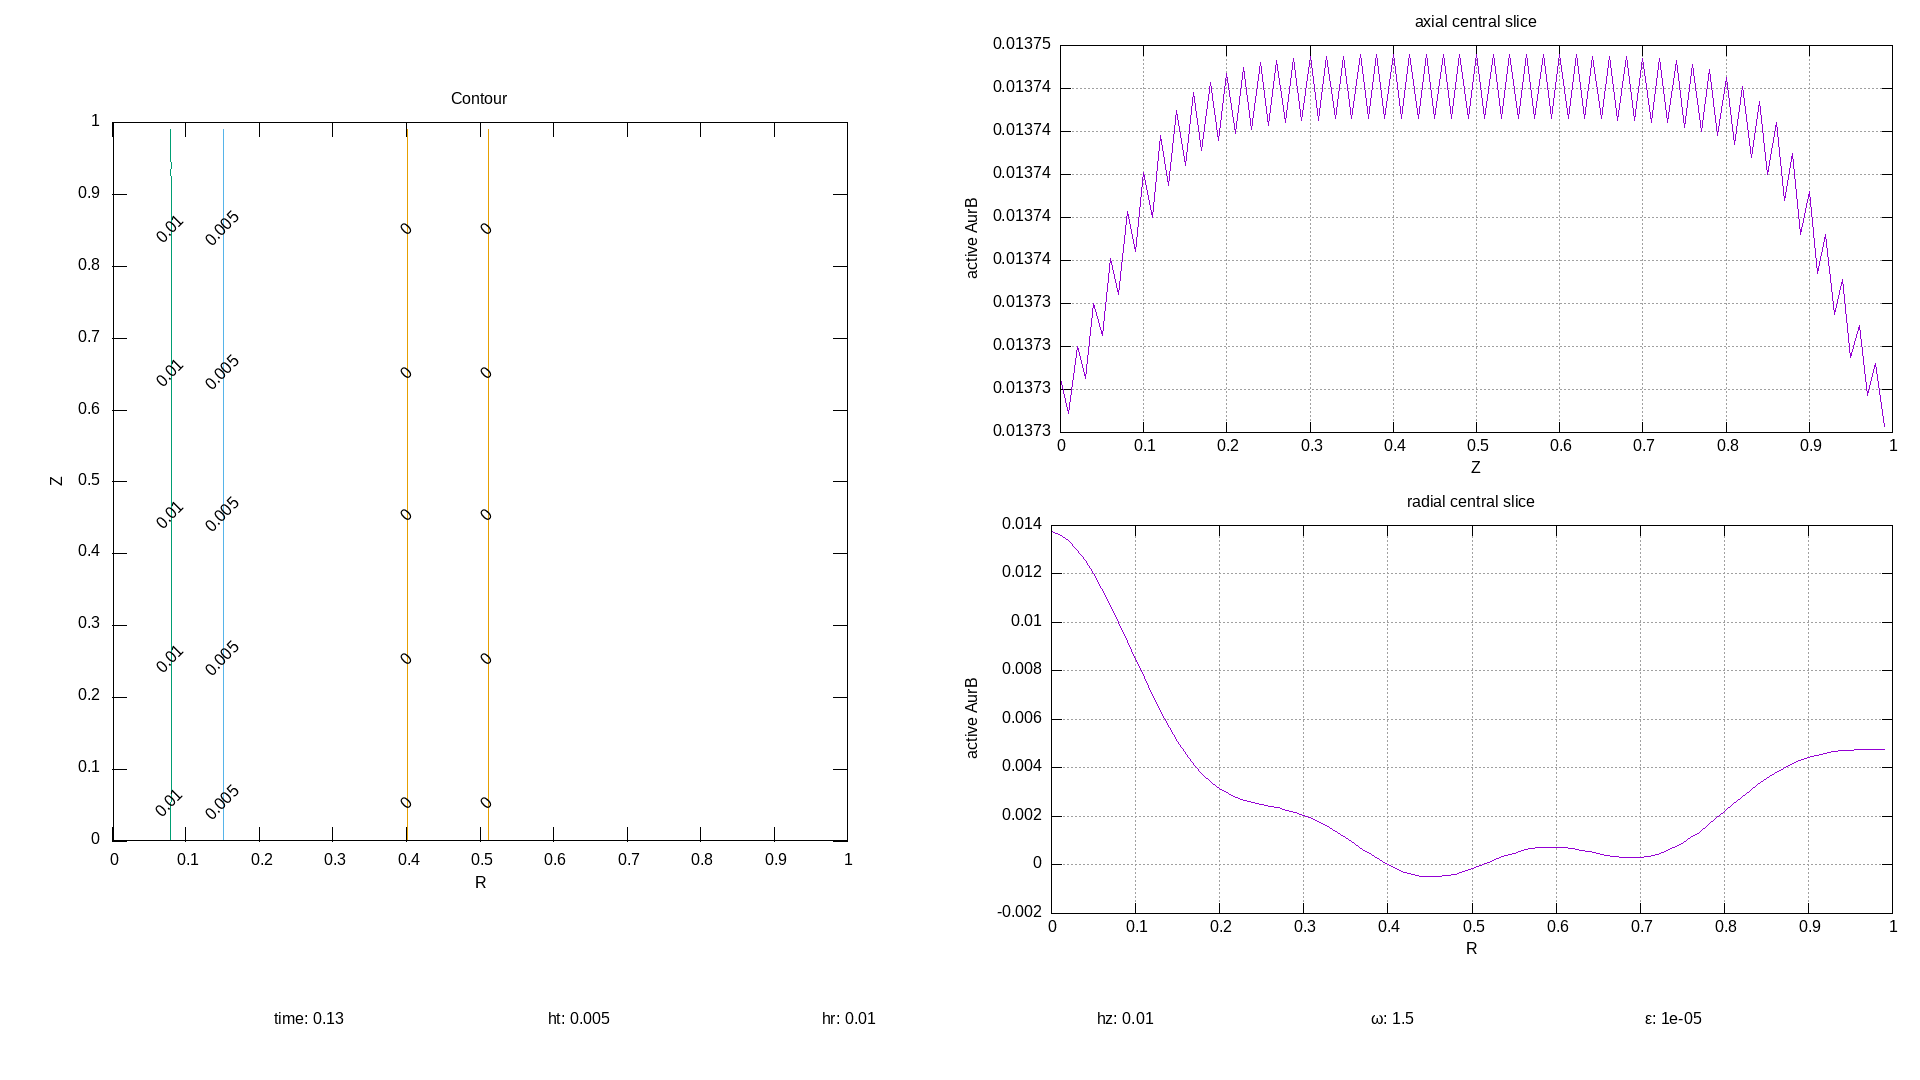 Contour
1
0.9
0.8
0.7
0.6
0.5
0.4
0.3
0.2
0.1
0
Z
0.01 0.005 0 0
0.01 0.005 0 0
0.01 0.005 0 0
0.01 0.005 0 0
0.01 0.005 0 0
0 0.1 0.2 0.3 0.4 0.5 0.6 0.7 0.8 0.9 1
R
axial central slice
0.01375
0.01374
0.01374
0.01374
0.01374
0.01374
0.01373
0.01373
0.01373
0.01373
active AurB
0 0.1 0.2 0.3 0.4 0.5 0.6 0.7 0.8 0.9 1
Z
radial central slice
0.014
0.012
0.01
0.008
0.006
0.004
0.002
0
-0.002
active AurB
0 0.1 0.2 0.3 0.4 0.5 0.6 0.7 0.8 0.9 1
R
time: 0.13 ht: 0.005 hr: 0.01 hz: 0.01 ω: 1.5 ε: 1e-05